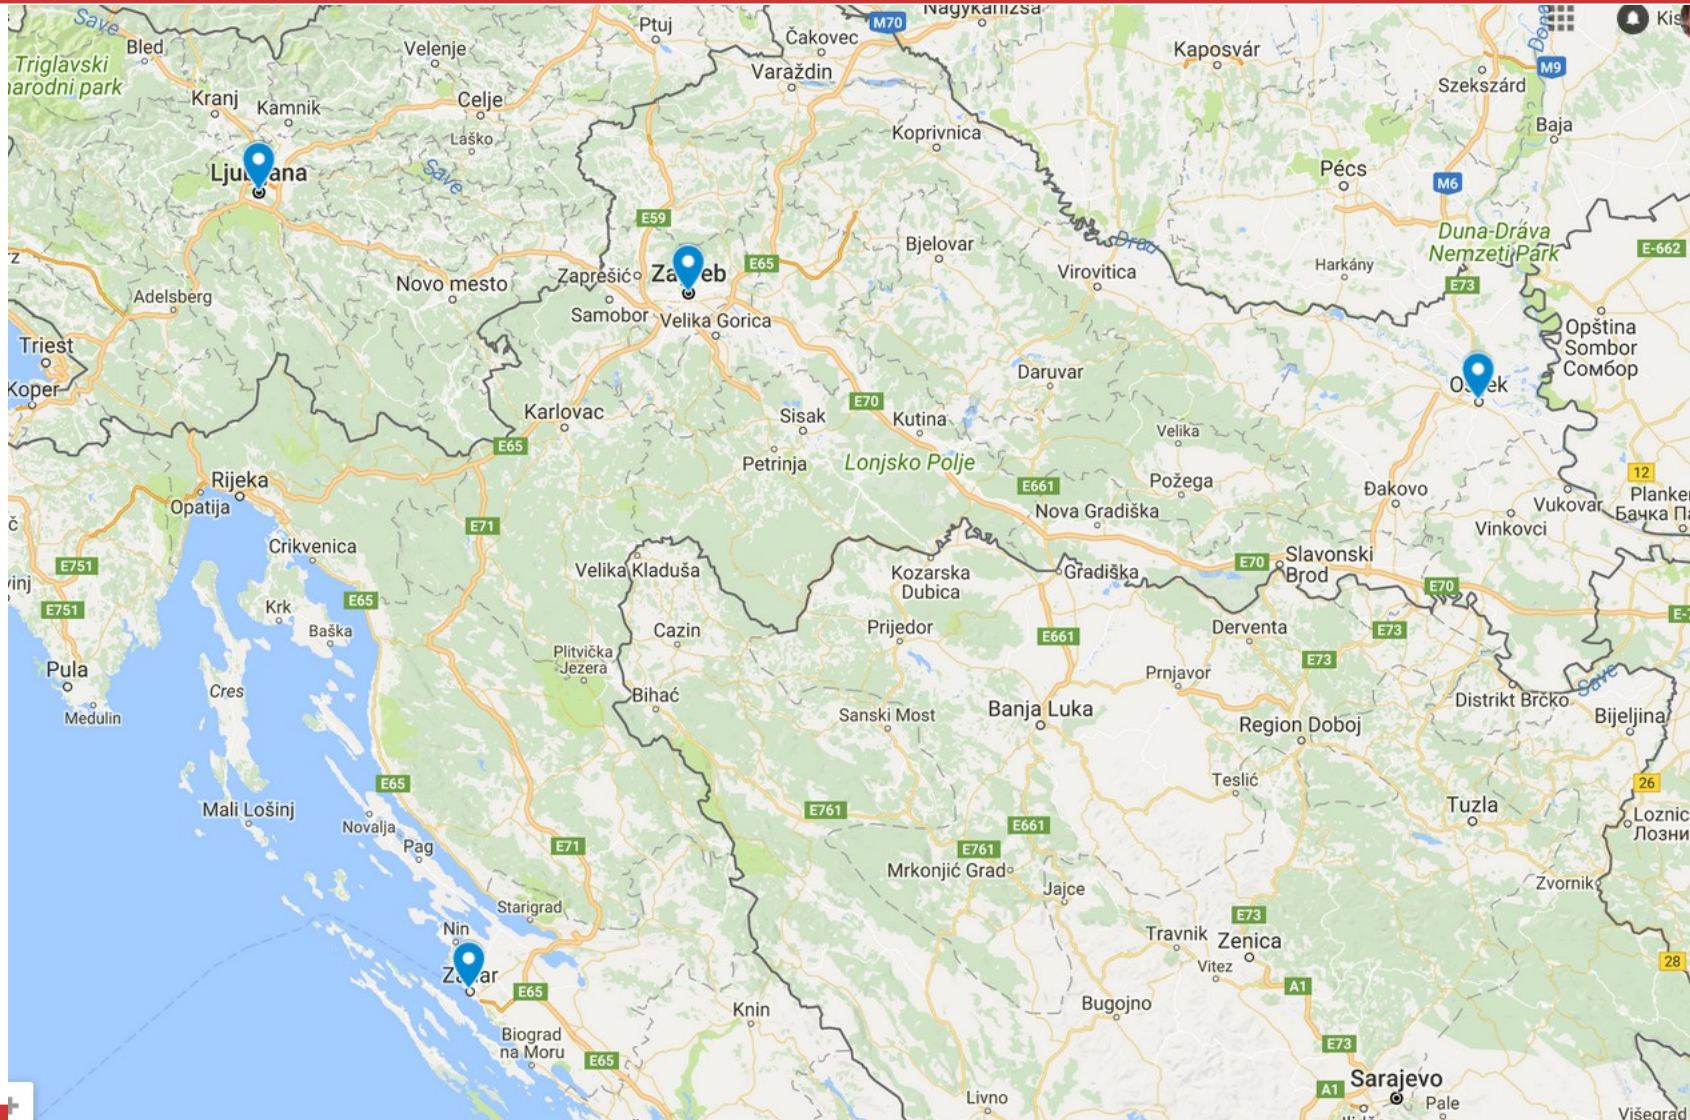 Save
Bled
Triglavski
narodni park
Kranj
Kamnik
Velenje
Celje
Laško
Save
Ptuj
Čakovec
Varaždin
M70
Nagykanizsa
Kaposvár
M9
Szekszárd
Baja
Koprivnica
Pécs
M6
Duna-Dráva
Nemzeti Park
E-662
E59
E65
Bjelovar
Virovitica
Harkány
E73
Zaprešić
Samobor
Velika Gorica
Novo mesto
Adelsberg
Triest
Koper
Opština
Sombor
Сомбор
Daruvar
Karlovac
E65
Sisak
E70
Kutina
Petrinja
Lonjsko Polje
Velika
Požega
E661
Nova Gradiška
Đakovo
Vukovar
Vinkovci
12
Rijeka
Opatija
E71
Crikvenica
E751
E751
Krk
Baška
E65
Velika Kladuša
Kozarska
Dubica
Gradiška
E70
Slavonski
Brod
E70
Cazin
Prijedor
E661
Derventa
E73
E73
Plitvička
Jezera
Prnjavor
Pula
Medulin
Cres
Bihać
Sanski Most
Banja Luka
Region Doboj
Distrikt Brčko
Save
Bijeljina
E65
Mali Lošinj
Novalja
Pag
E71
E761
E661
E761
Mrkonjić Grad
Jajce
Teslić
Tuzla
26
Zvornik
Starigrad
Nin
E65
Biograd
na Moru
E65
Knin
Travnik
Vitez
Zenica
E73
A1
28
Bugojno
Livno
E73
A1
Sarajevo
Pale
Višegrad